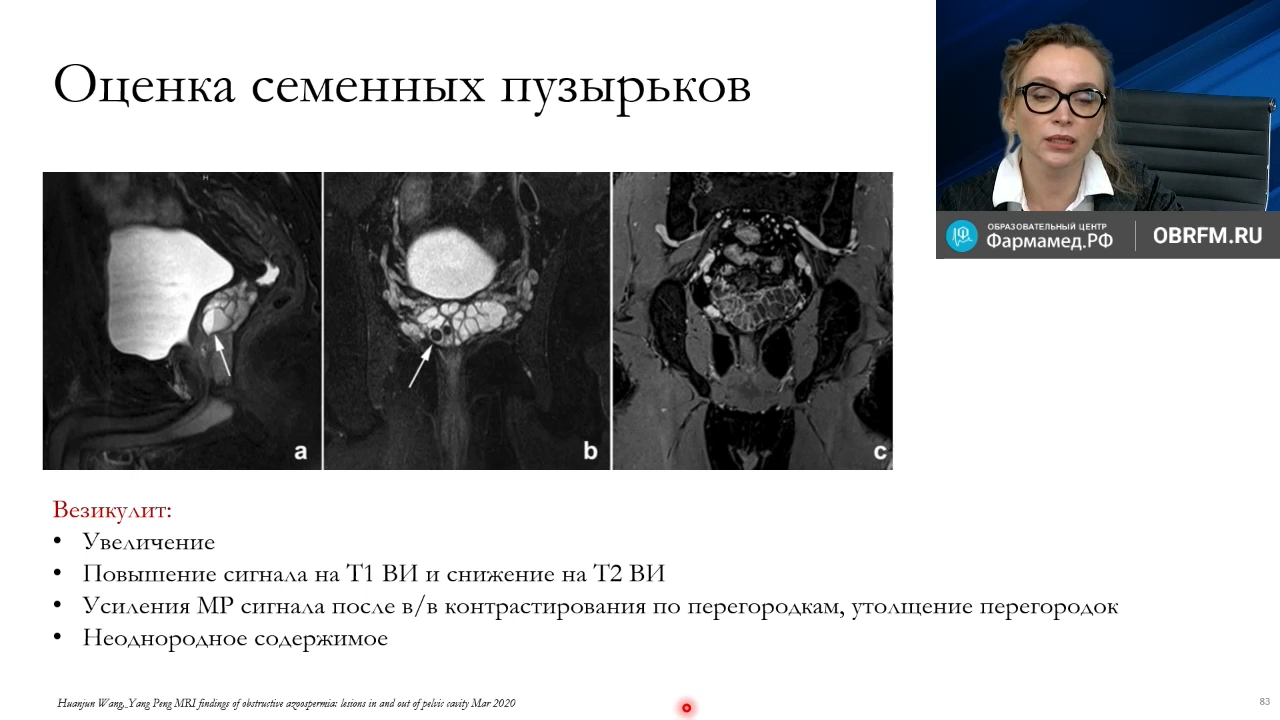 Оценка семенных пузырьков
ОБРАЗОВАТЕЛЬНЫЙ ЦЕНТР
Фармамед.РФ
OBRFM.RU
H
a
b
c
Везикулит:
• Увеличение
• Повышение сигнала на Т1 ВИ и снижение на Т2 ВИ
• Усиления МР сигнала после в/в контрастирования по перегородкам, утолщение перегородок
• Неоднородное содержимое
Huanjun Wang,_Yang Peng MRI findings of obstructive azoospermia: lesions in and out of pelvic cavity Mar 2020
83